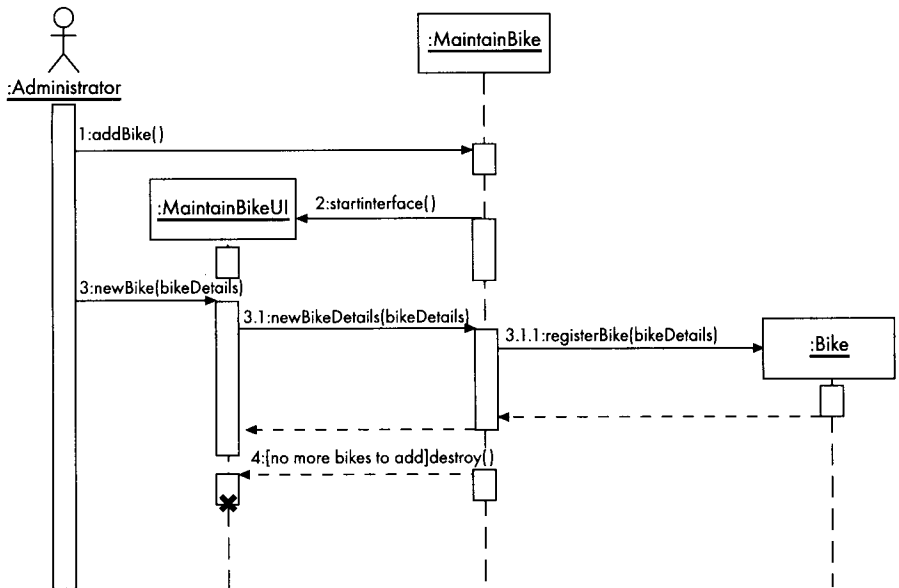 :MaintainBike
:Administrator
1:addBike()
:MaintainBikeUI
2:startinterface()
3:newBike(bikeDetails)
3.1:newBikeDetails(bikeDetails)
3.1.1:registerBike(bikeDetails)
:Bike
4:[no more bikes to add]destroy()